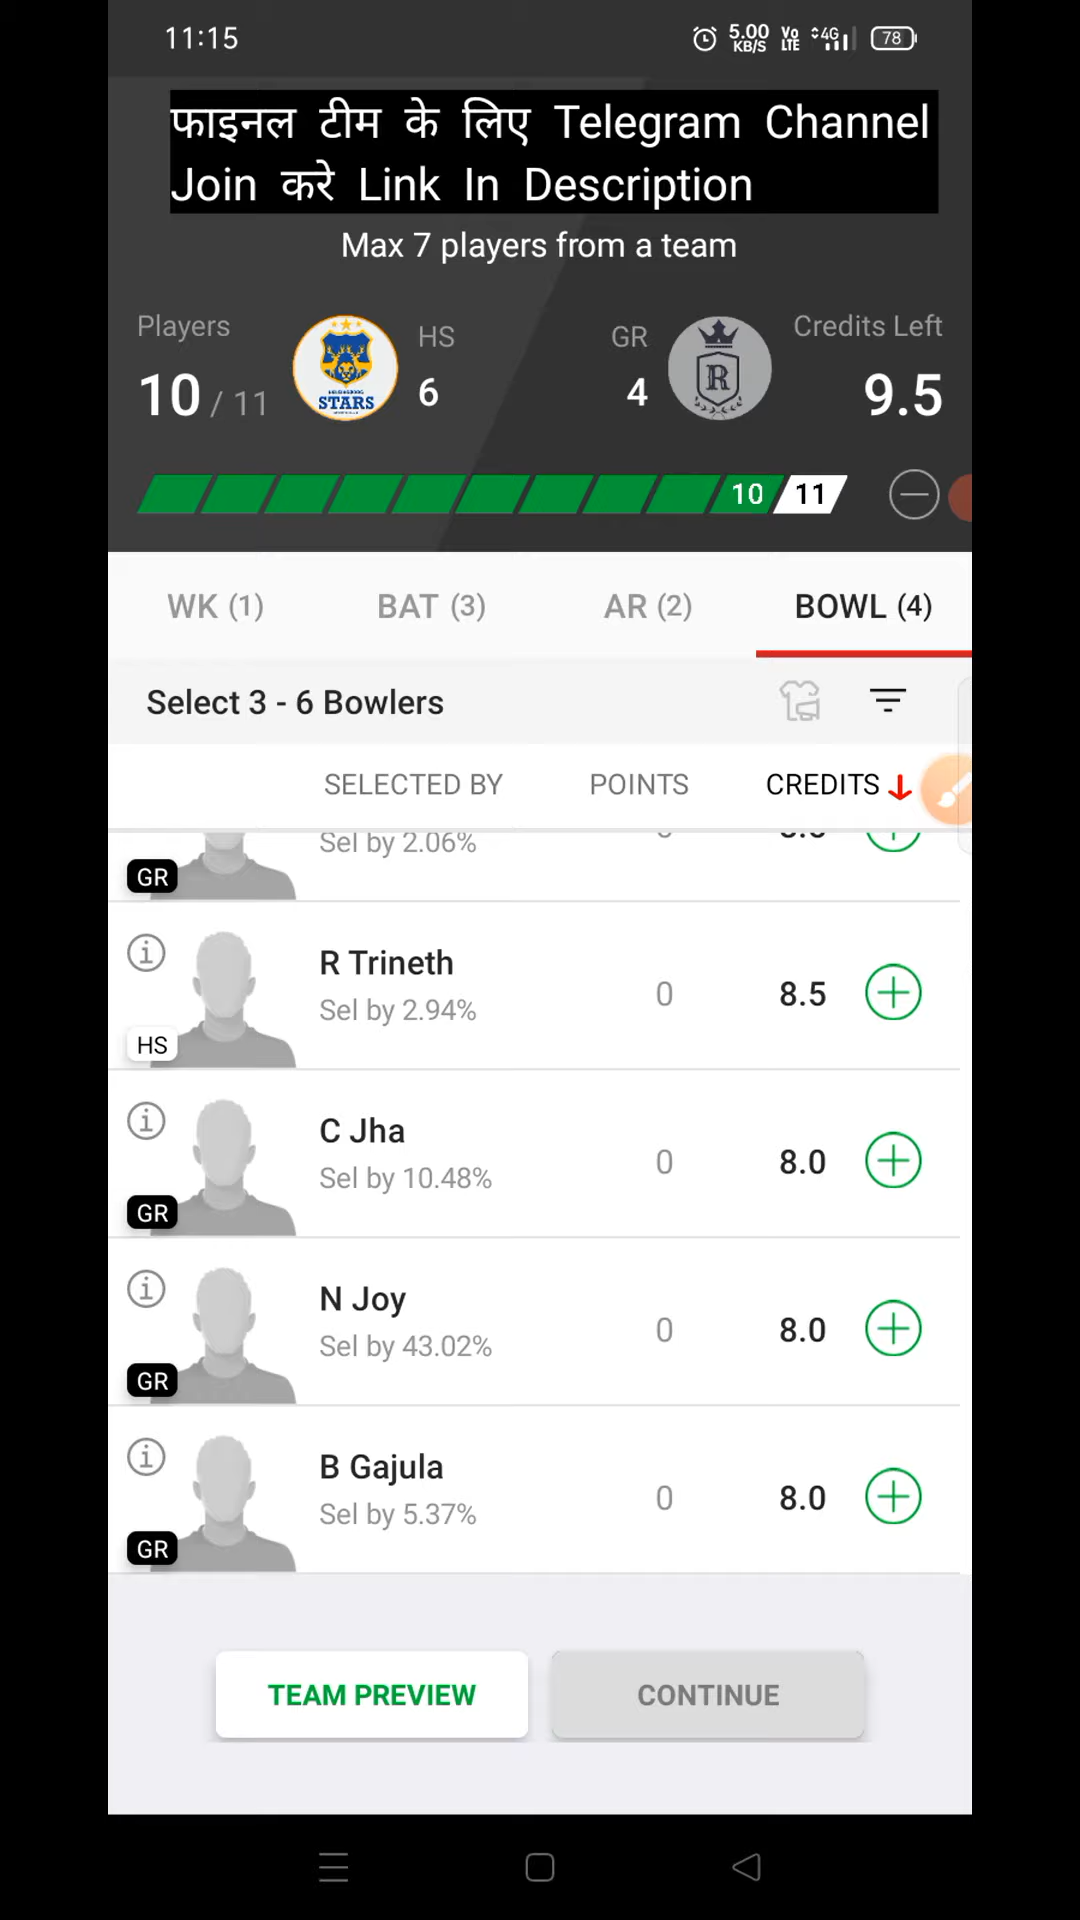 11:15
5.00 KB/S Vo LTE 4G 78
फाइनल टीम के लिए Telegram Channel
Join करे Link In Description
Max 7 players from a team
Players HS GR Credits Left
10 / 11 6 4 9.5
STARS
R
10 11
WK (1) BAT (3) AR (2) BOWL (4)
Select 3 - 6 Bowlers
SELECTED BY POINTS CREDITS
Sel by 2.06%
GR
R Trineth
Sel by 2.94% 0 8.5
HS
C Jha
Sel by 10.48% 0 8.0
GR
N Joy
Sel by 43.02% 0 8.0
GR
B Gajula
Sel by 5.37% 0 8.0
GR
TEAM PREVIEW CONTINUE